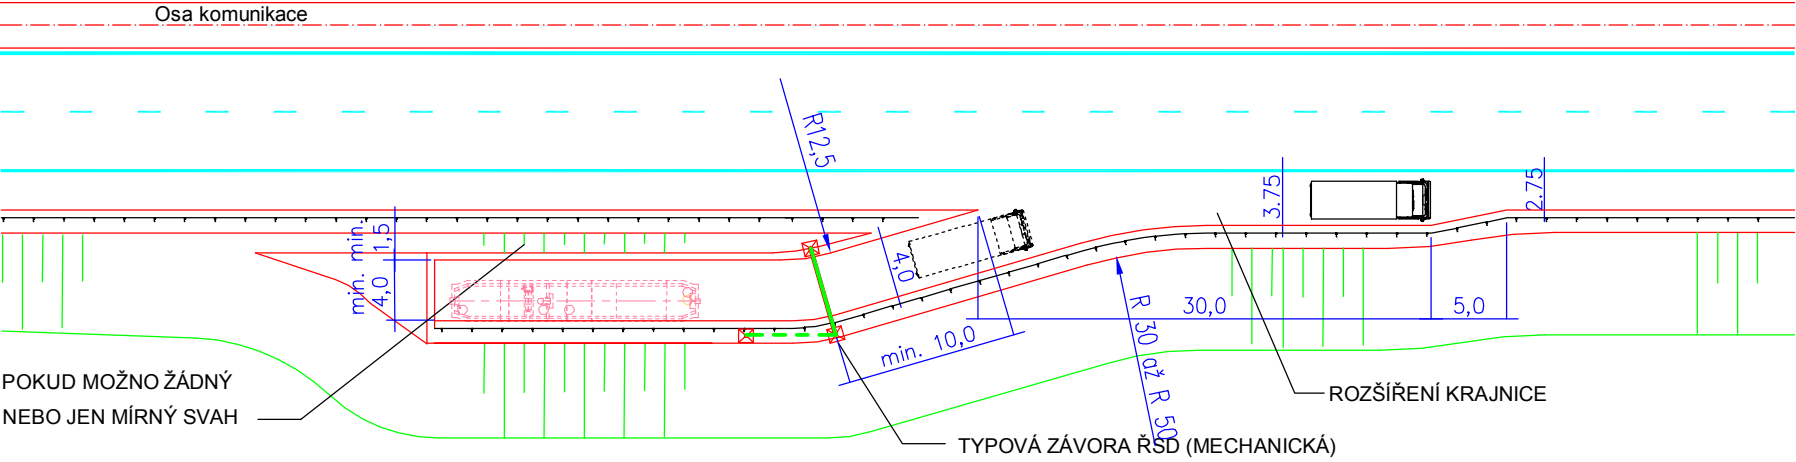 Osa komunikace
R12,5
3.75
2.75
min. 1,5
min. 4,0
4,0
30,0
5,0
min. 10,0
R 30 až R 50
POKUD MOŽNO ŽÁDNÝ
NEBO JEN MÍRNÝ SVAH
ROZŠÍŘENÍ KRAJNICE
TYPOVÁ ZÁVORA ŘSD (MECHANICKÁ)